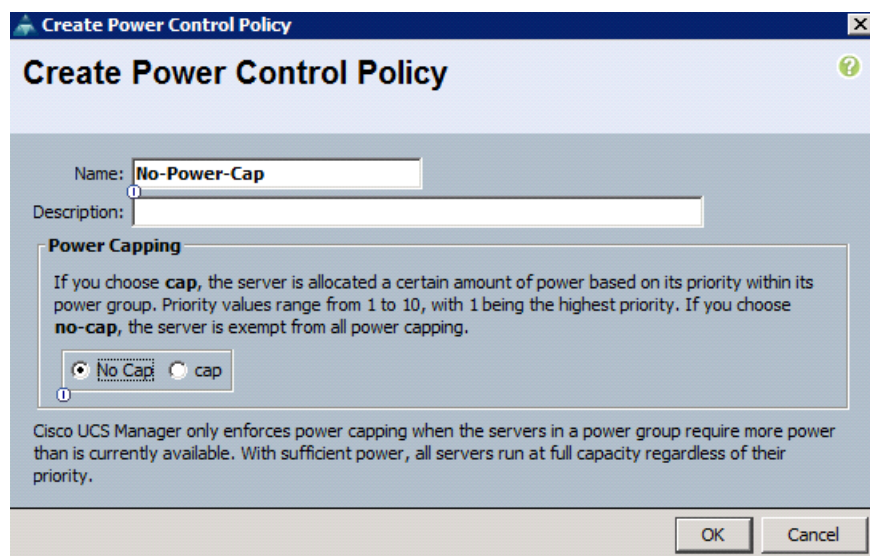 Create Power Control Policy
Create Power Control Policy
Name: No-Power-Cap
Description:
Power Capping
If you choose cap, the server is allocated a certain amount of power based on its priority within its
power group. Priority values range from 1 to 10, with 1 being the highest priority. If you choose
no-cap, the server is exempt from all power capping.
No Cap cap
Cisco UCS Manager only enforces power capping when the servers in a power group require more power
than is currently available. With sufficient power, all servers run at full capacity regardless of their
priority.
OK Cancel